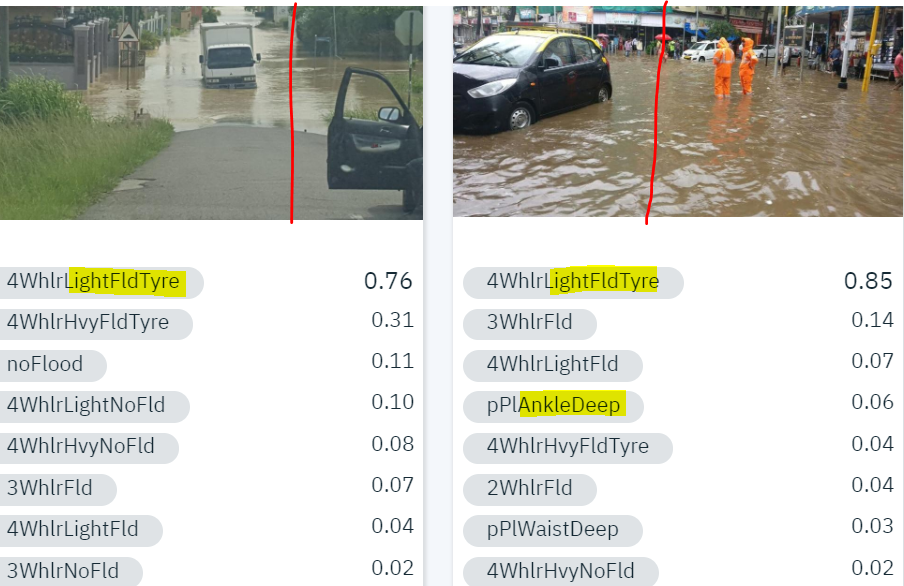 4WhlrLightFldTyre 0.76
4WhlrHvyFldTyre 0.31
noFlood 0.11
4WhlrLightNoFld 0.10
4WhlrHvyNoFld 0.08
3WhlrFld 0.07
4WhlrLightFld 0.04
3WhlrNoFld 0.02
4WhlrLightFldTyre 0.85
3WhlrFld 0.14
4WhlrLightFld 0.07
pPlAnkleDeep 0.06
4WhlrHvyFldTyre 0.04
2WhlrFld 0.04
pPlWaistDeep 0.03
4WhlrHvyNoFld 0.02